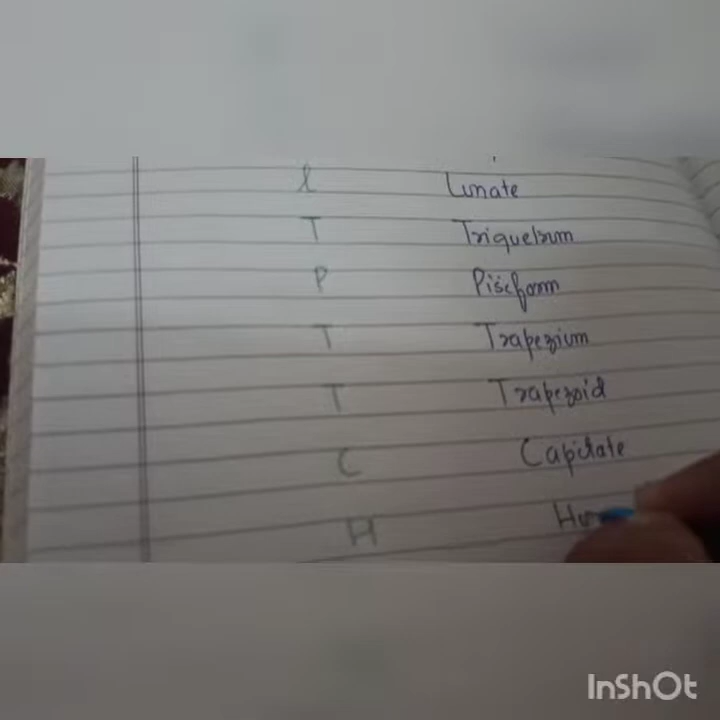 l Lunate
T Triquetrum
P Pisiform
T Trapezium
T Trapezoid
C Capitate
H
InShOt